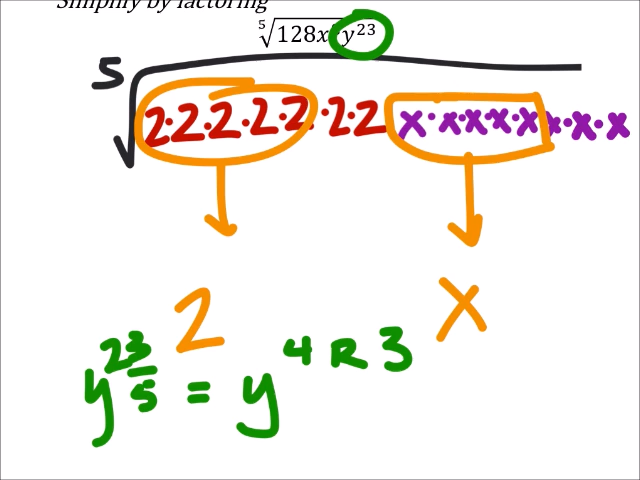 Simplify by factoring
⁵√128x y²³
5√2·2·2·2·2·2·2 x·x·x·x·x·x·x·x
2 x
y^23/5 = y^4 R 3